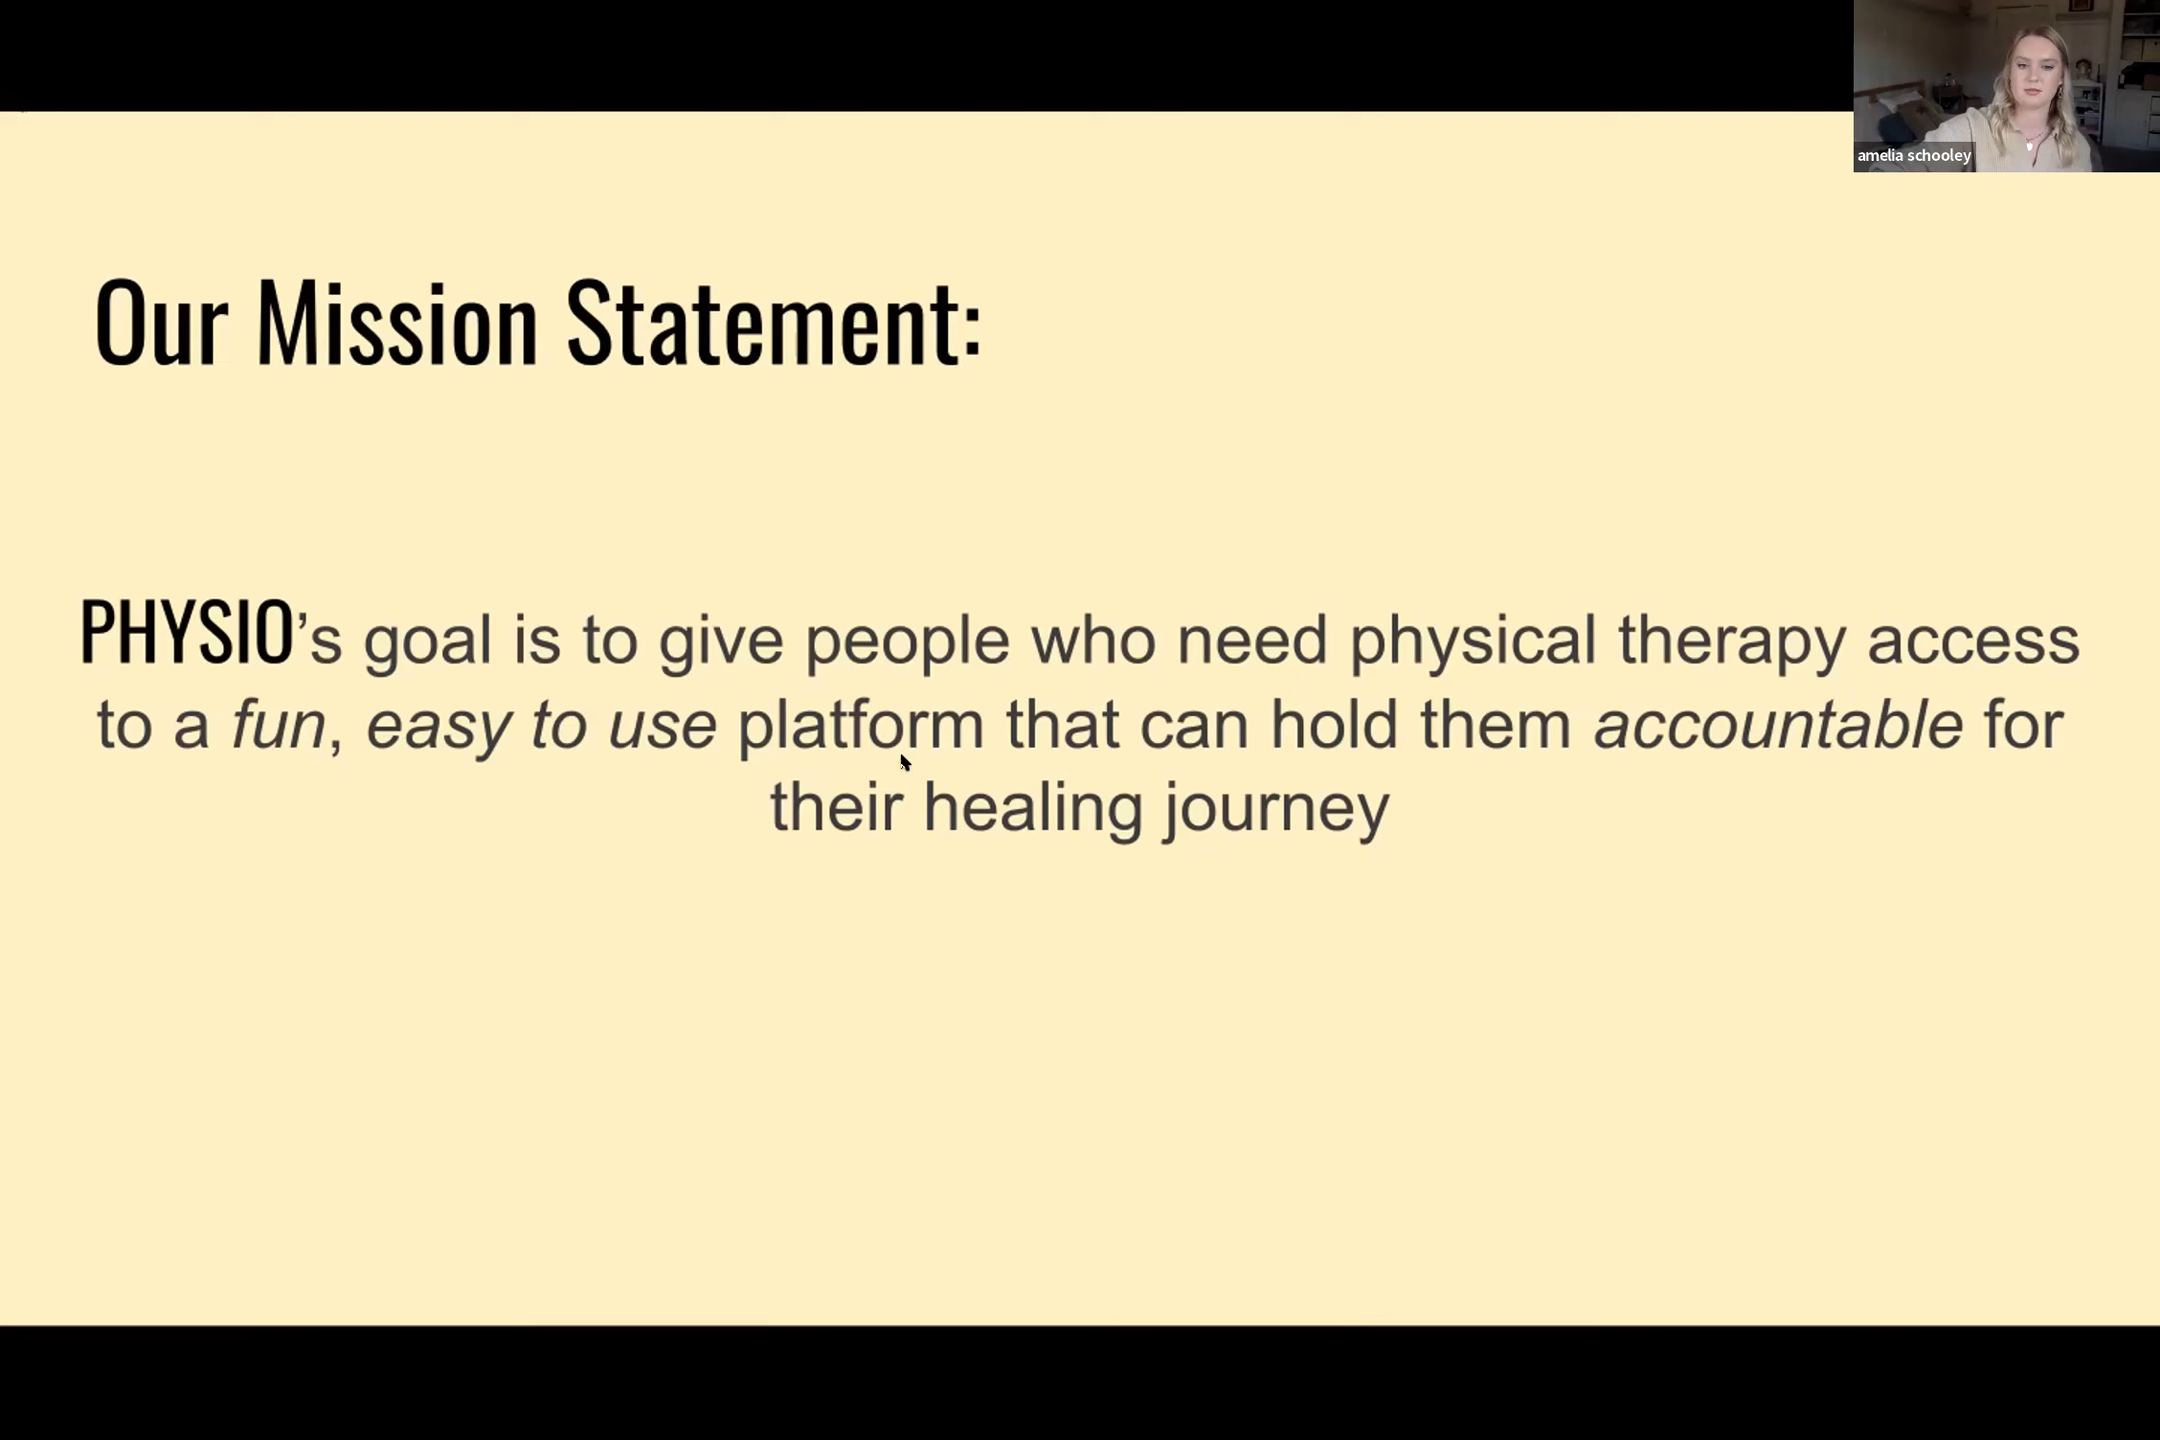 amelia schooley
Our Mission Statement:
PHYSIO’s goal is to give people who need physical therapy access
to a fun, easy to use platform that can hold them accountable for
their healing journey